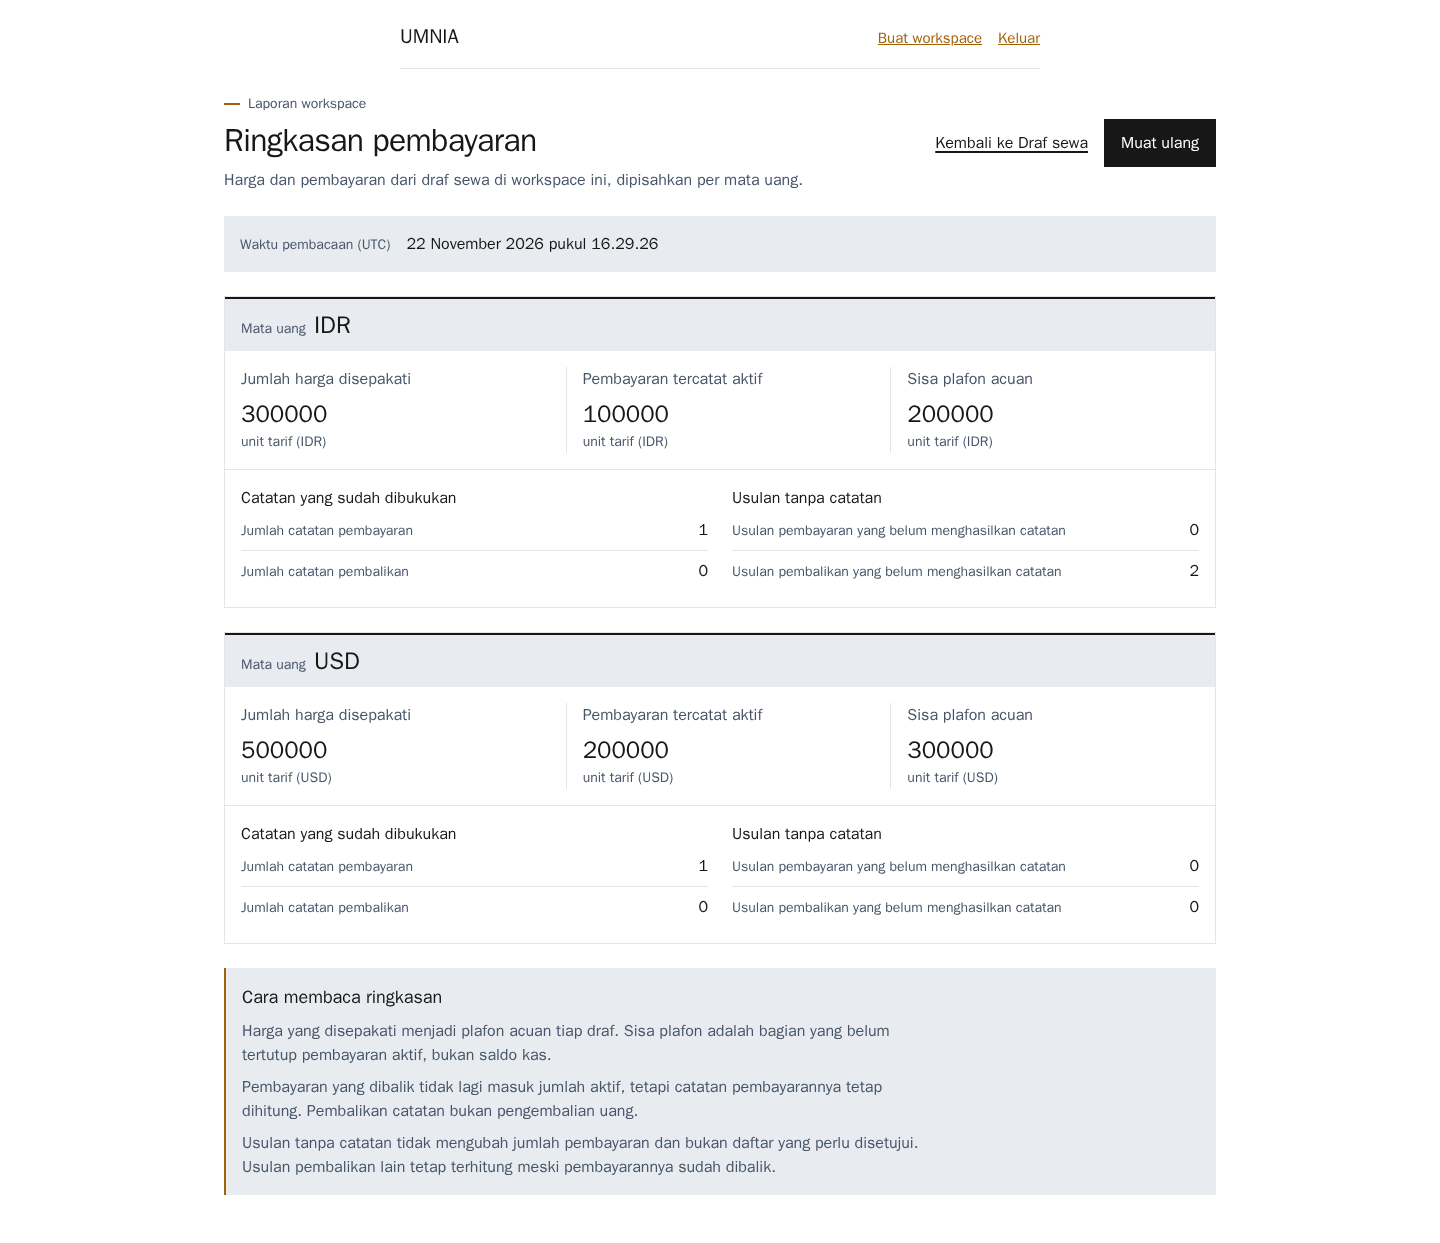 UMNIA
Buat workspace Keluar
Laporan workspace
Ringkasan pembayaran
Kembali ke Draf sewa
Muat ulang
Harga dan pembayaran dari draf sewa di workspace ini, dipisahkan per mata uang.
Waktu pembacaan (UTC) 22 November 2026 pukul 16.29.26
Mata uang IDR
Jumlah harga disepakati
300000
unit tarif (IDR)
Pembayaran tercatat aktif
100000
unit tarif (IDR)
Sisa plafon acuan
200000
unit tarif (IDR)
Catatan yang sudah dibukukan
Jumlah catatan pembayaran 1
Jumlah catatan pembalikan 0
Usulan tanpa catatan
Usulan pembayaran yang belum menghasilkan catatan 0
Usulan pembalikan yang belum menghasilkan catatan 2
Mata uang USD
Jumlah harga disepakati
500000
unit tarif (USD)
Pembayaran tercatat aktif
200000
unit tarif (USD)
Sisa plafon acuan
300000
unit tarif (USD)
Catatan yang sudah dibukukan
Jumlah catatan pembayaran 1
Jumlah catatan pembalikan 0
Usulan tanpa catatan
Usulan pembayaran yang belum menghasilkan catatan 0
Usulan pembalikan yang belum menghasilkan catatan 0
Cara membaca ringkasan
Harga yang disepakati menjadi plafon acuan tiap draf. Sisa plafon adalah bagian yang belum
tertutup pembayaran aktif, bukan saldo kas.
Pembayaran yang dibalik tidak lagi masuk jumlah aktif, tetapi catatan pembayarannya tetap
dihitung. Pembalikan catatan bukan pengembalian uang.
Usulan tanpa catatan tidak mengubah jumlah pembayaran dan bukan daftar yang perlu disetujui.
Usulan pembalikan lain tetap terhitung meski pembayarannya sudah dibalik.